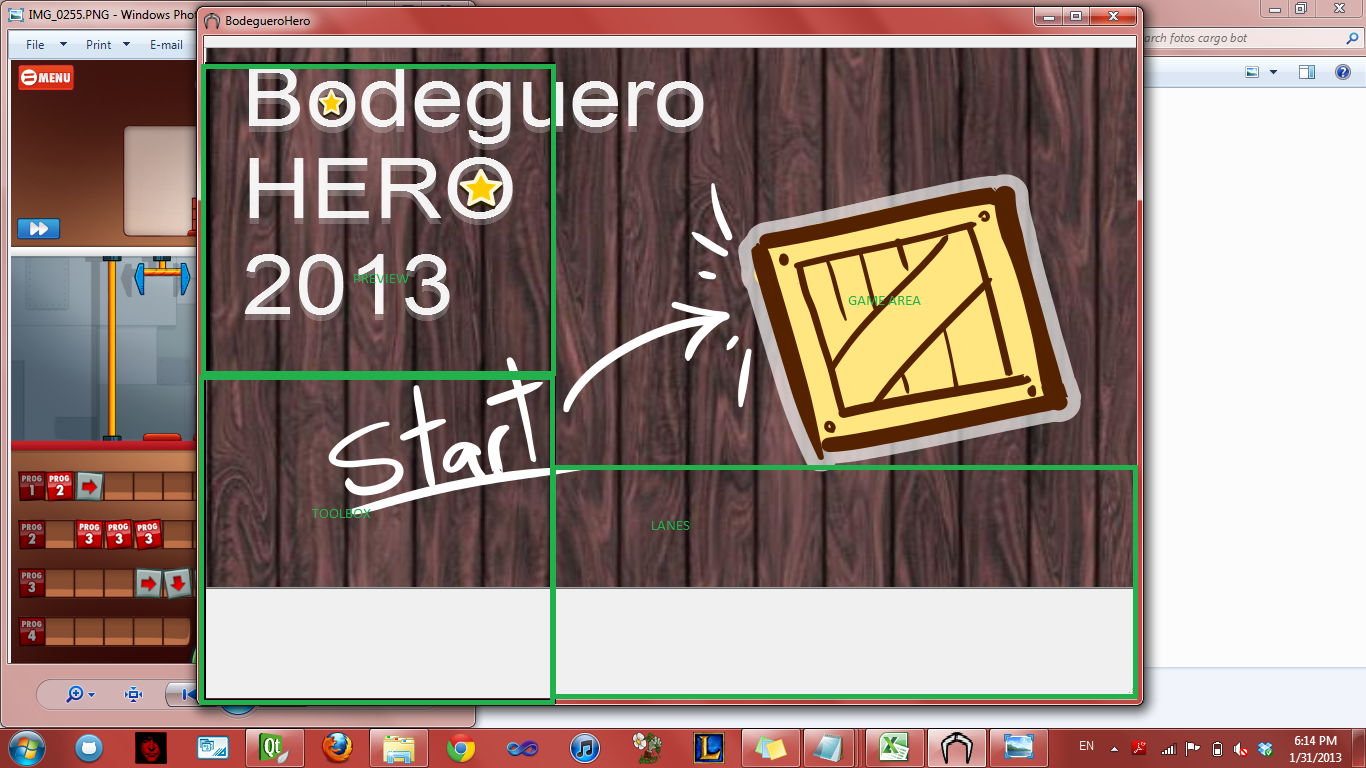 IMG_0255.PNG - Windows Phot
BodegueroHero
File
Print
E-mail
arch fotos cargo bot
MENU
Bodeguero
HERO
2013
PREVIEW
GAME AREA
Start
TOOLBOX
LANES
PROG 1
PROG 2
PROG 2
PROG 3
PROG 3
PROG 3
PROG 3
PROG 4
Qt
L
EN
6:14 PM
1/31/2013